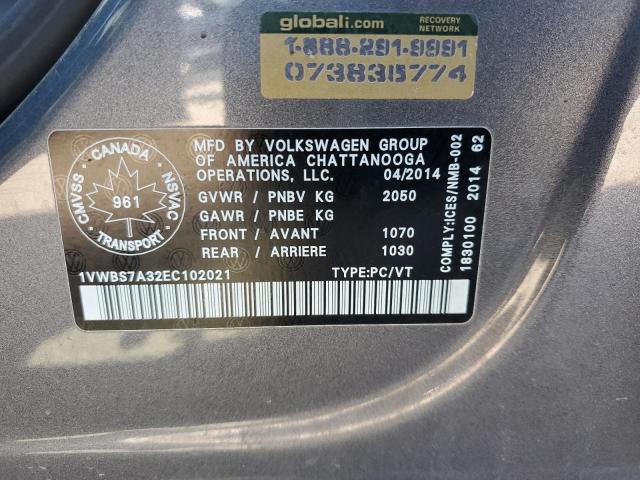 globali.com
RECOVERY
NETWORK
1-888-291-9991
073835774
MFD BY VOLKSWAGEN GROUP
OF AMERICA CHATTANOOGA
OPERATIONS, LLC. 04/2014
GVWR / PNBV KG 2050
GAWR / PNBE KG
FRONT / AVANT 1070
REAR / ARRIERE 1030
1VWBS7A32EC102021 TYPE:PC/VT
CANADA
CMVSS
NSVAC
961
TRANSPORT
COMPLY:ICES/NMB-002
1830100 2014 62